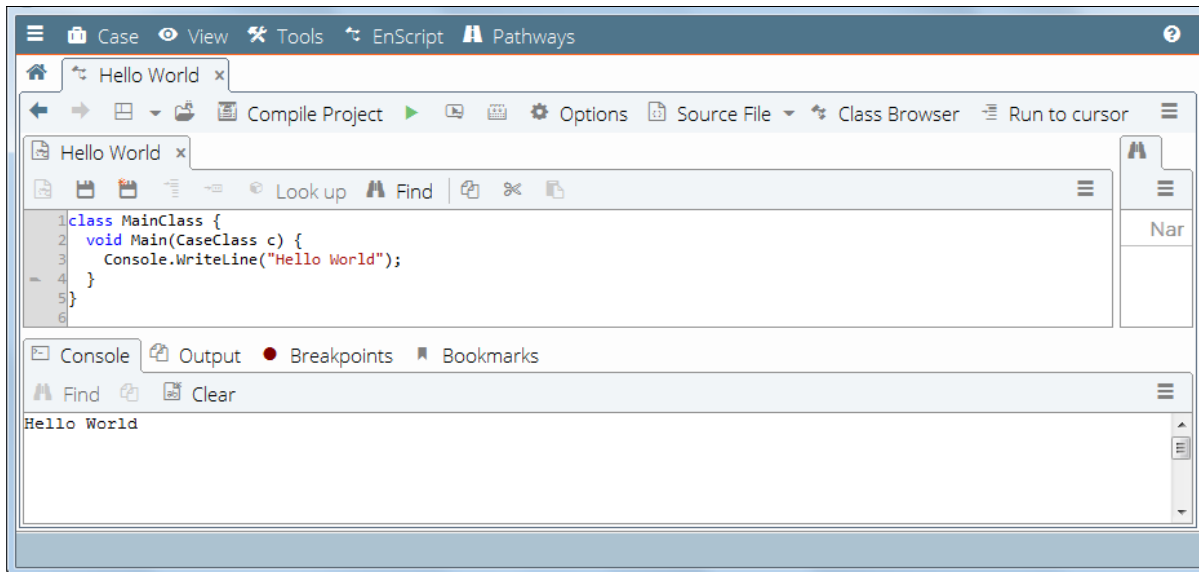 Case View Tools EnScript Pathways
Hello World x
Compile Project Options Source File Class Browser Run to cursor
Hello World x
Look up Find
1 class MainClass {
2   void Main(CaseClass c) {
3     Console.WriteLine("Hello World");
4   }
5 }
6
Nar
Console Output Breakpoints Bookmarks
Find Clear
Hello World